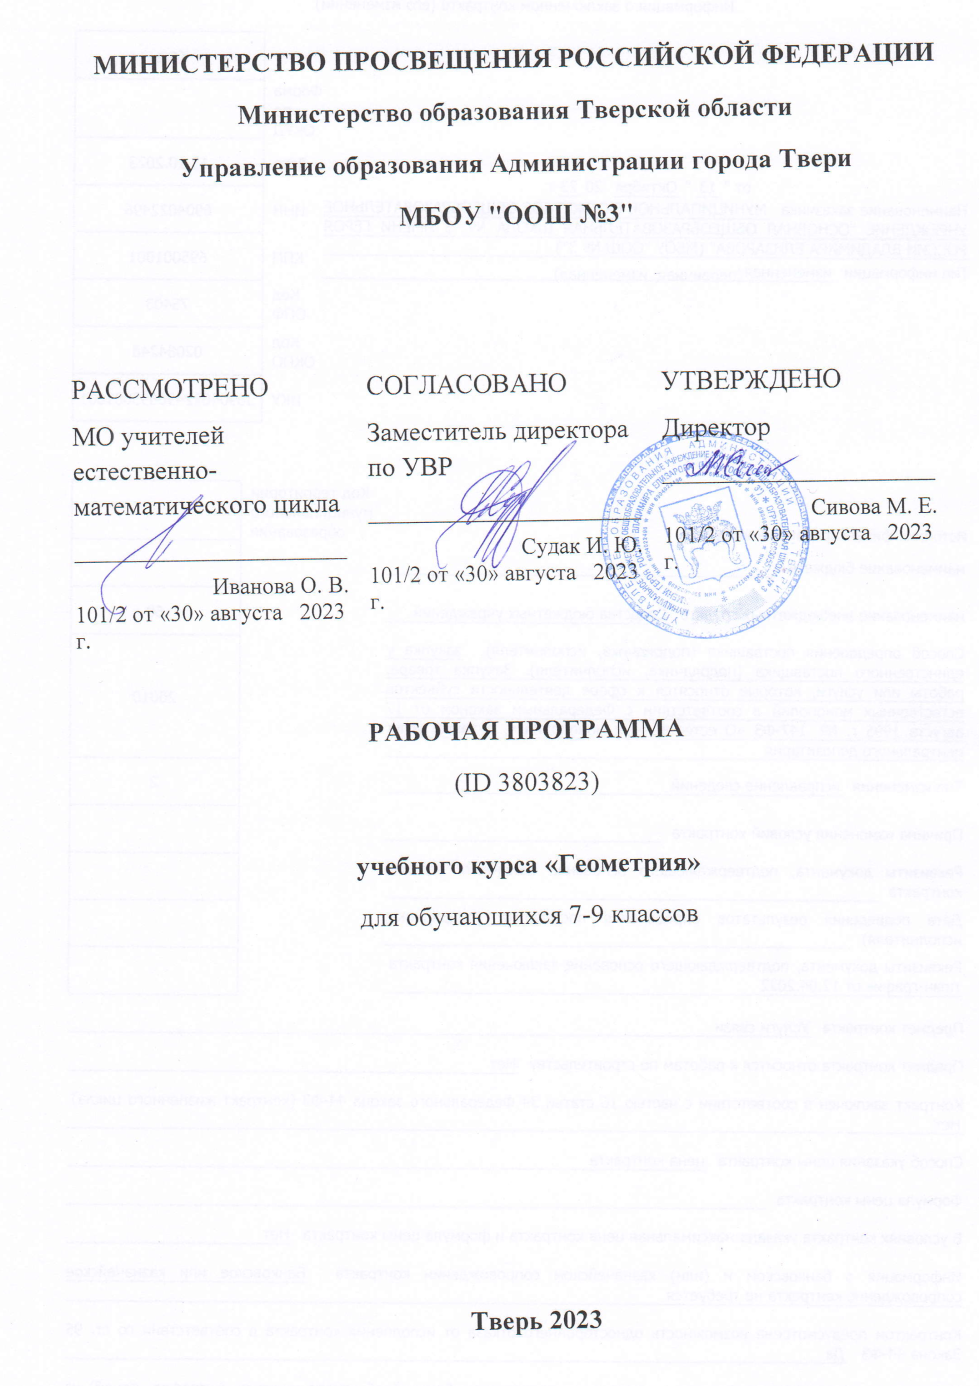 МИНИСТЕРСТВО ПРОСВЕЩЕНИЯ РОССИЙСКОЙ ФЕДЕРАЦИИ
Министерство образования Тверской области
Управление образования Администрации города Твери
МБОУ "ООШ №3"
РАССМОТРЕНО
МО учителей
естественно-
математического цикла
Иванова О. В.
101/2 от «30» августа 2023
г.
СОГЛАСОВАНО
Заместитель директора
по УВР
Судак И. Ю.
101/2 от «30» августа 2023
г.
УТВЕРЖДЕНО
Директор
Сивова М. Е.
101/2 от «30» августа 2023
г.
РАБОЧАЯ ПРОГРАММА
(ID 3803823)
учебного курса «Геометрия»
для обучающихся 7-9 классов
Тверь 2023